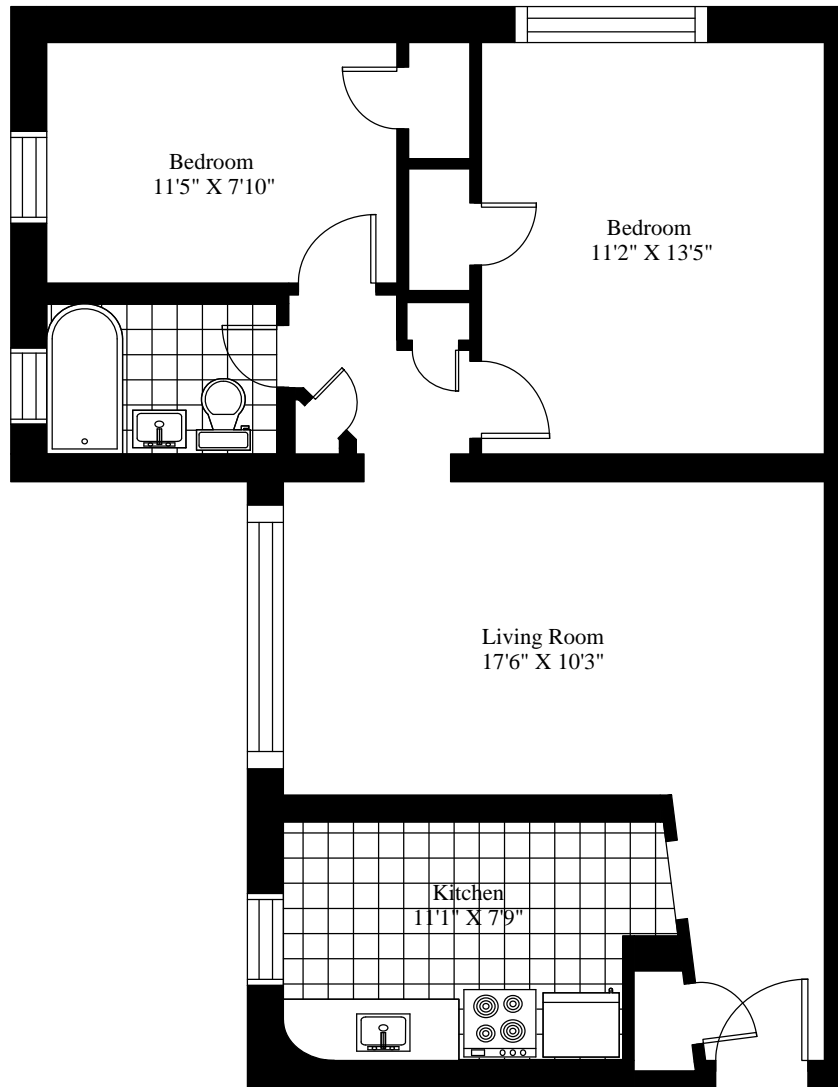 Bedroom
11'5" X 7'10"
Bedroom
11'2" X 13'5"
Living Room
17'6" X 10'3"
Kitchen
11'1" X 7'9"